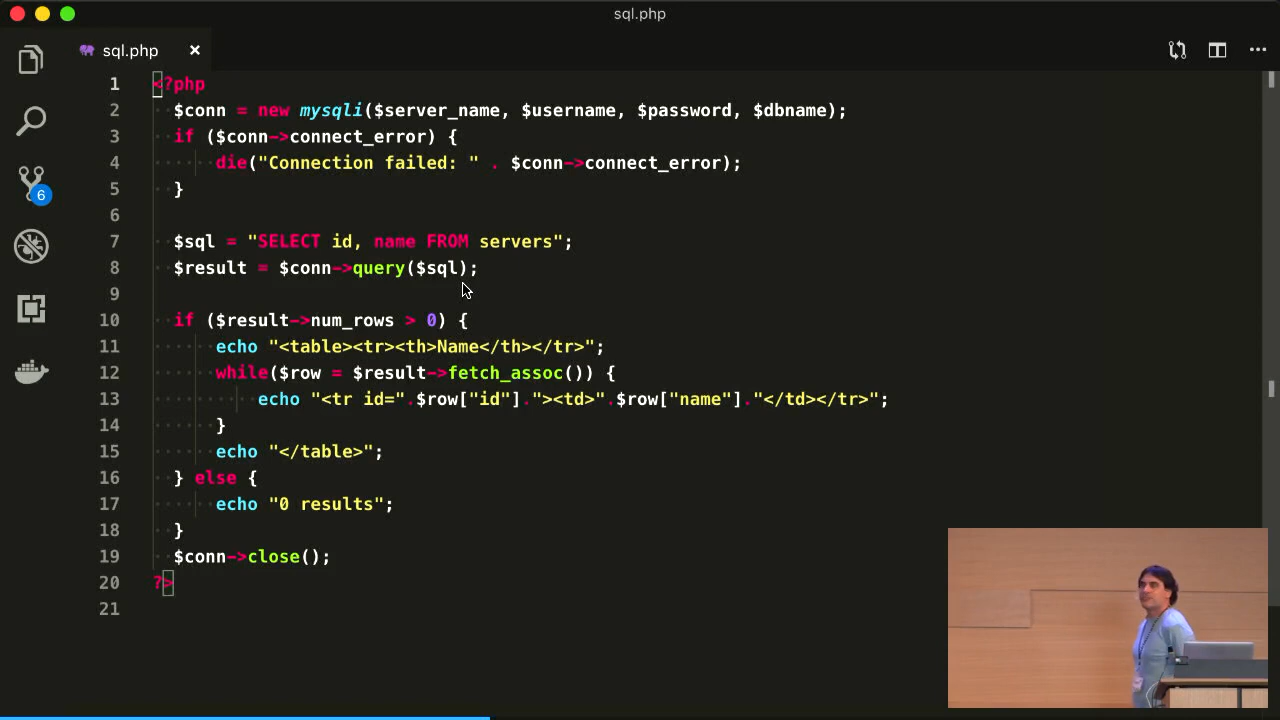 sql.php
sql.php
1 <?php
2 $conn = new mysqli($server_name, $username, $password, $dbname);
3 if ($conn->connect_error) {
4 die("Connection failed: " . $conn->connect_error);
5 }
6
7 $sql = "SELECT id, name FROM servers";
8 $result = $conn->query($sql);
9
10 if ($result->num_rows > 0) {
11 echo "<table><tr><th>Name</th></tr>";
12 while($row = $result->fetch_assoc()) {
13 echo "<tr id=".$row["id"]."><td>".$row["name"]."</td></tr>";
14 }
15 echo "</table>";
16 } else {
17 echo "0 results";
18 }
19 $conn->close();
20 ?>
21
6